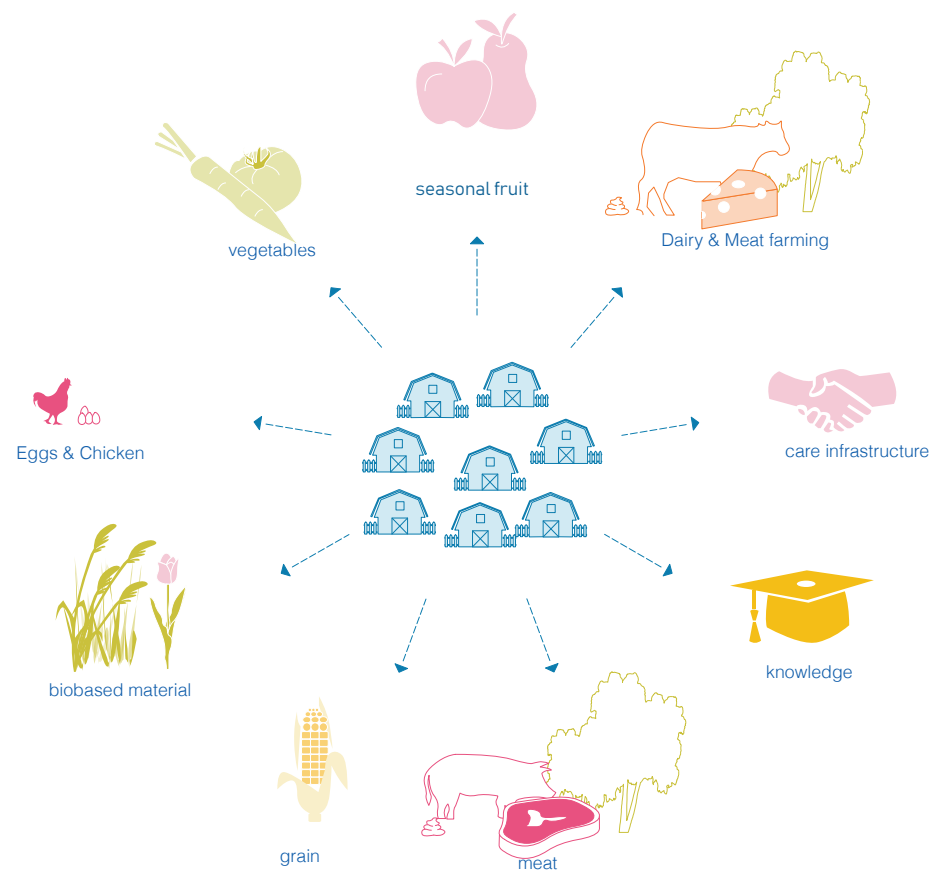 seasonal fruit
Dairy & Meat farming
vegetables
care infrastructure
Eggs & Chicken
knowledge
biobased material
grain
meat